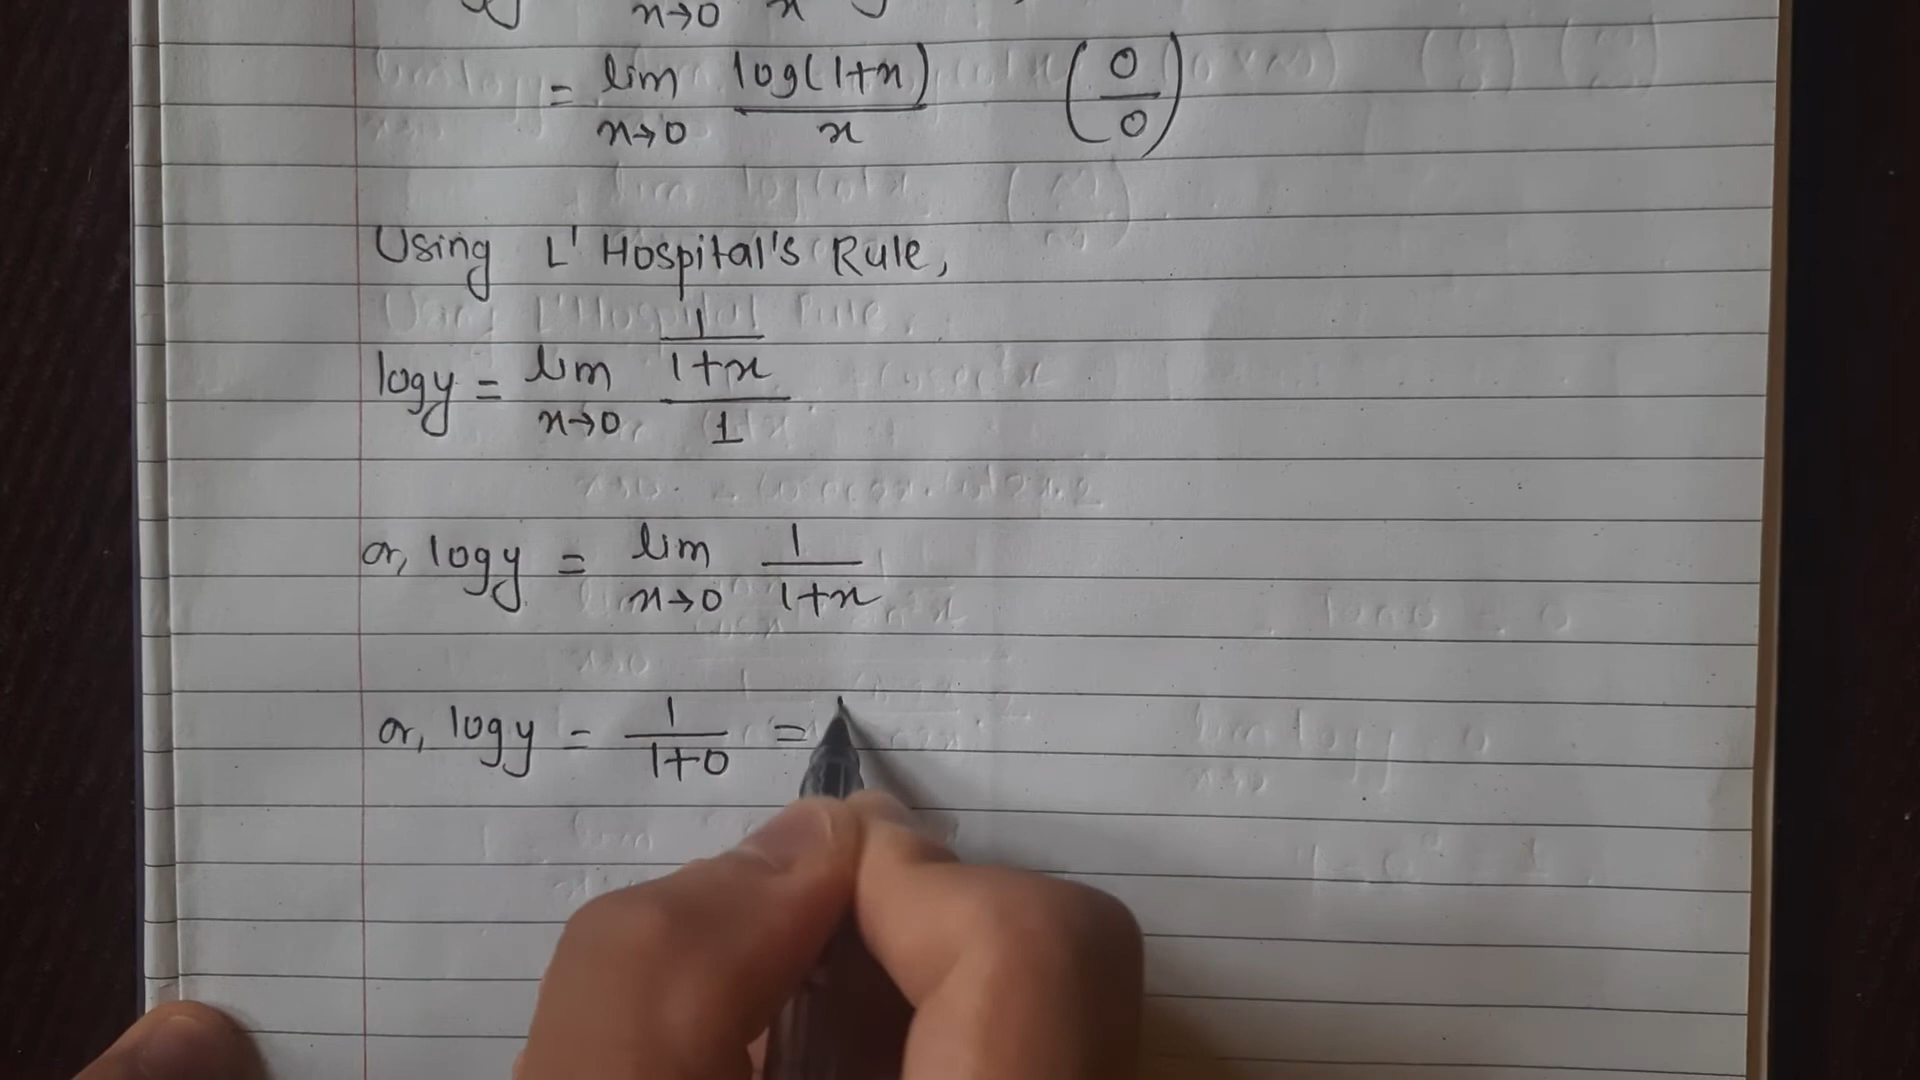 x→0 x
= lim log(1+x)/x (0/0)
x→0
Using L'Hospital's Rule,
log y = lim (1/(1+x))/1
x→0
or, log y = lim 1/(1+x)
x→0
or, log y = 1/(1+0) =